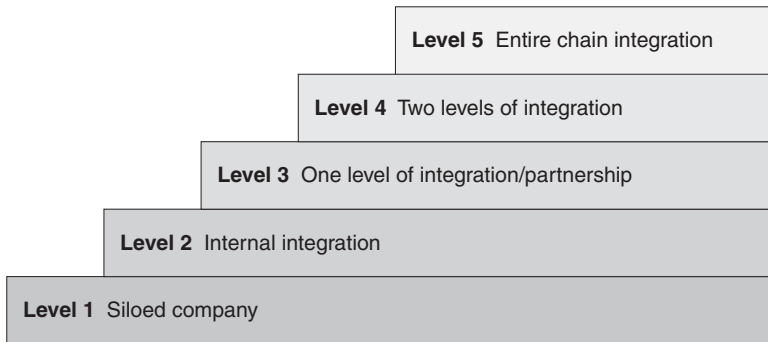 Level 5 Entire chain integration
Level 4 Two levels of integration
Level 3 One level of integration/partnership
Level 2 Internal integration
Level 1 Siloed company